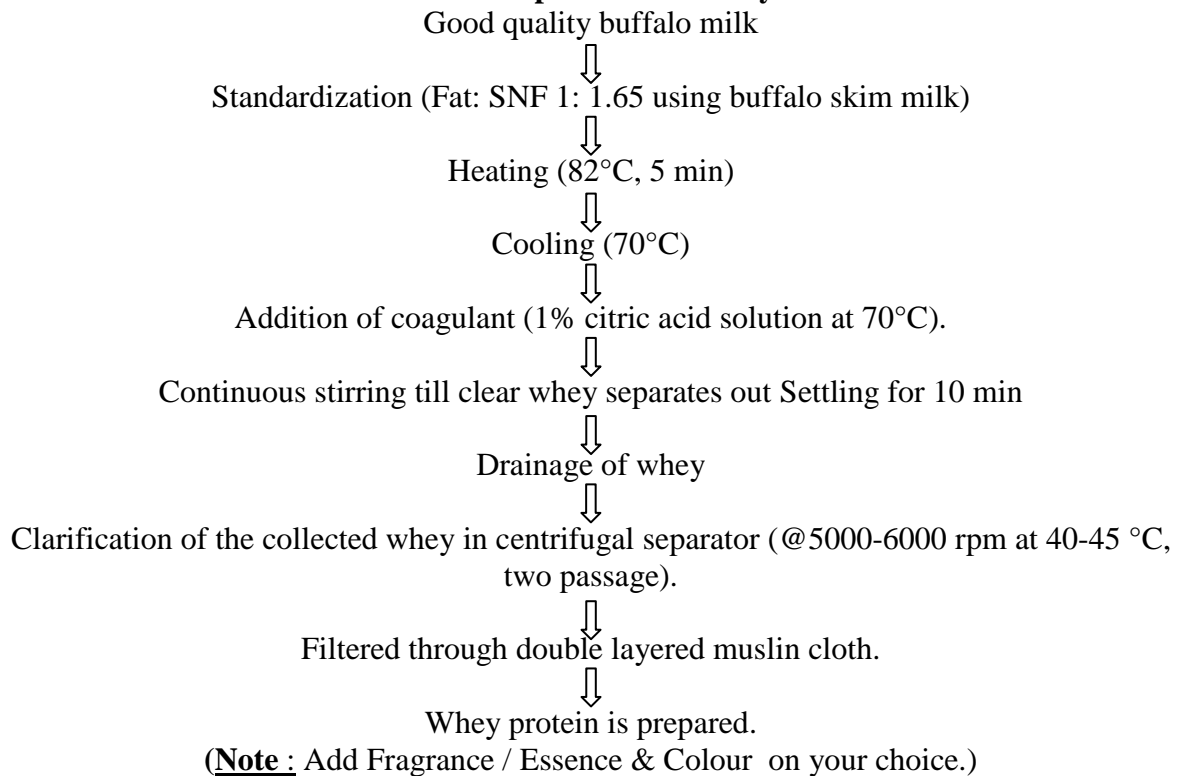 Good quality buffalo milk
Standardization (Fat: SNF 1: 1.65 using buffalo skim milk)
Heating (82°C, 5 min)
Cooling (70°C)
Addition of coagulant (1% citric acid solution at 70°C).
Continuous stirring till clear whey separates out Settling for 10 min
Drainage of whey
Clarification of the collected whey in centrifugal separator (@5000-6000 rpm at 40-45 °C,
two passage).
Filtered through double layered muslin cloth.
Whey protein is prepared.
(Note : Add Fragrance / Essence & Colour on your choice.)